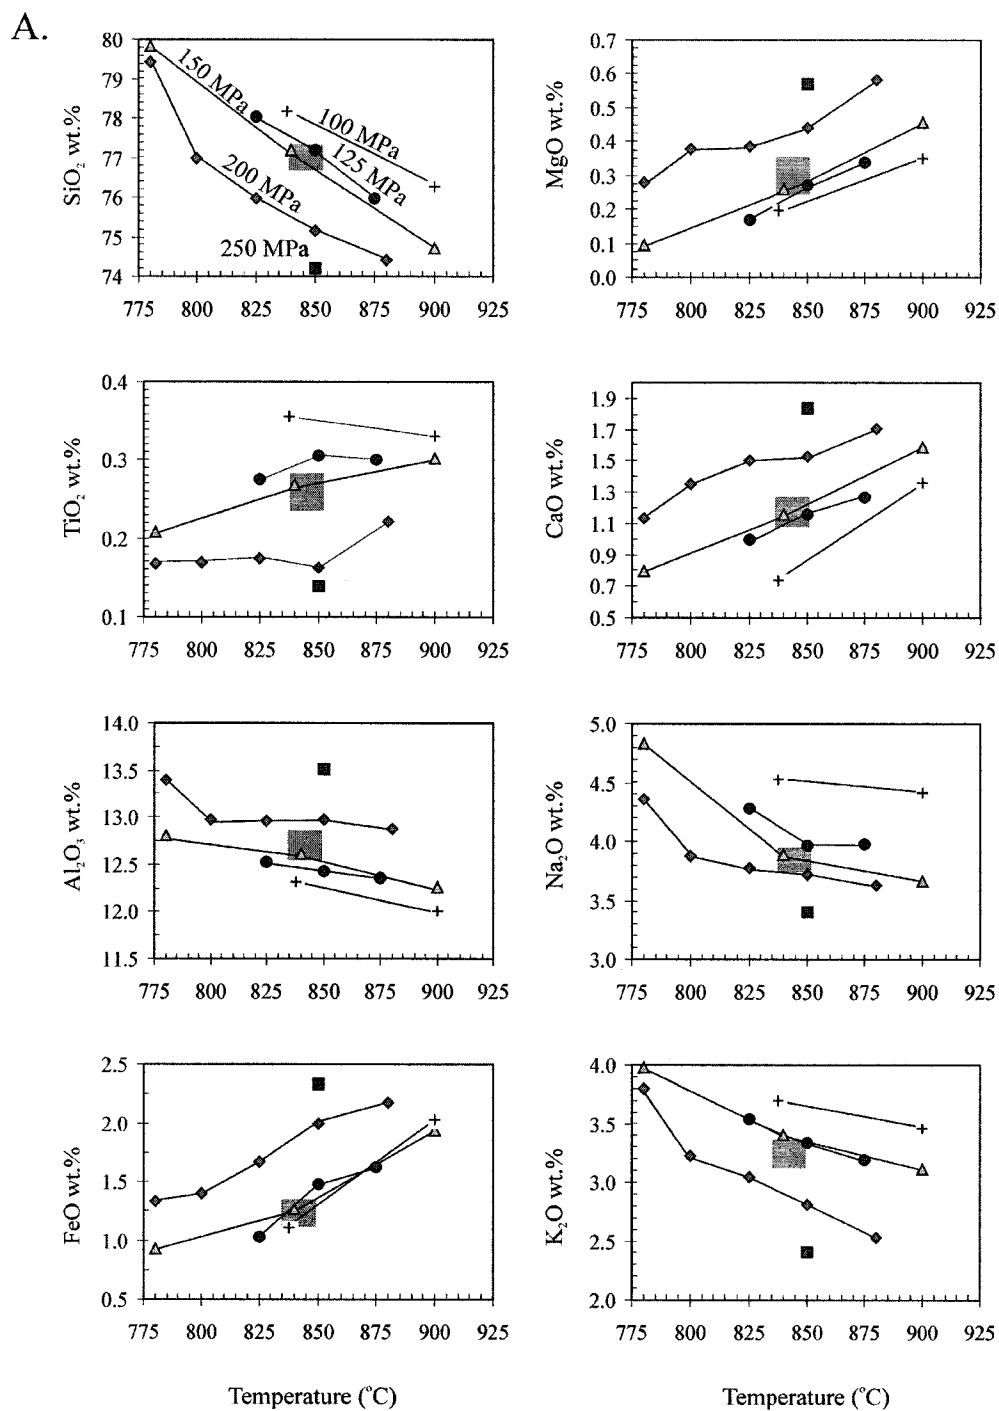 A.
SiO2 wt.%
80
79
78
77
76
75
74
150 MPa
100 MPa
125 MPa
200 MPa
250 MPa
775 800 825 850 875 900 925
MgO wt.%
0.7
0.6
0.5
0.4
0.3
0.2
0.1
0.0
775 800 825 850 875 900 925
TiO2 wt.%
0.4
0.3
0.2
0.1
775 800 825 850 875 900 925
CaO wt.%
1.9
1.7
1.5
1.3
1.1
0.9
0.7
0.5
775 800 825 850 875 900 925
Al2O3 wt.%
14.0
13.5
13.0
12.5
12.0
11.5
775 800 825 850 875 900 925
Na2O wt.%
5.0
4.5
4.0
3.5
3.0
775 800 825 850 875 900 925
FeO wt.%
2.5
2.0
1.5
1.0
0.5
775 800 825 850 875 900 925
Temperature (°C)
K2O wt.%
4.0
3.5
3.0
2.5
2.0
775 800 825 850 875 900 925
Temperature (°C)